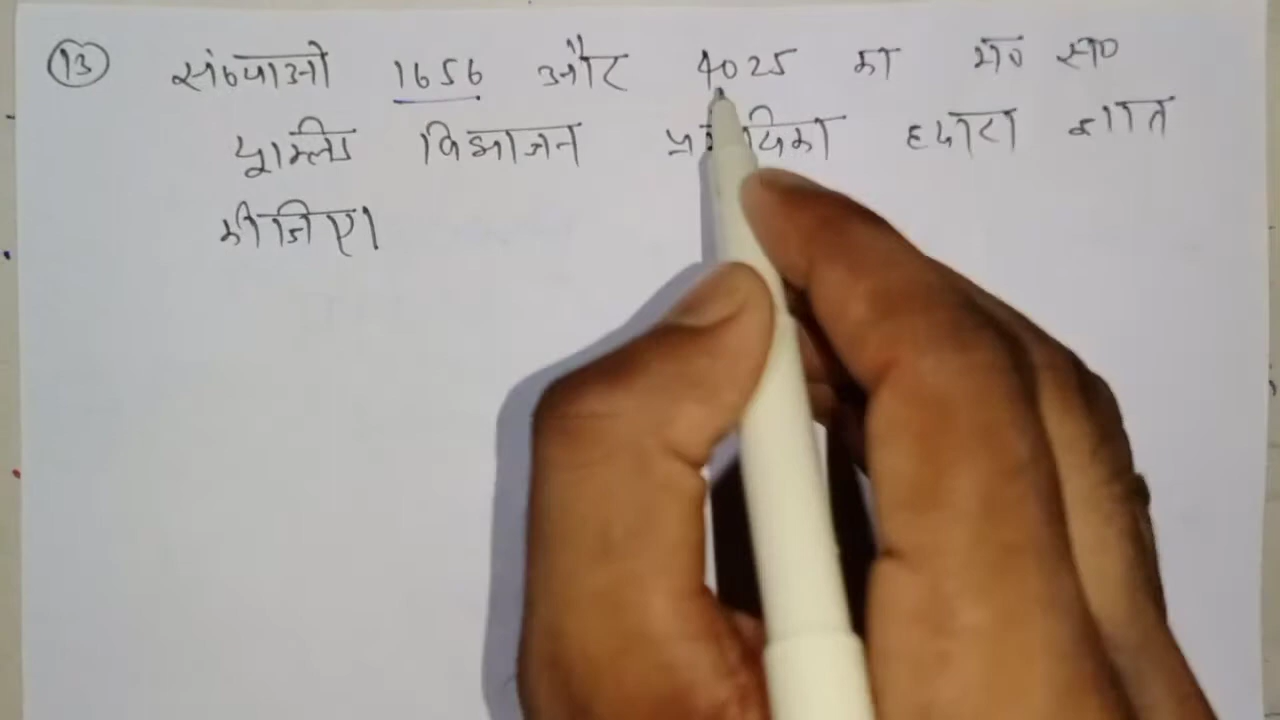 (13) संख्याओ 1656 और 4025 का म० स०
यूक्लिड विभाजन द्वारा ज्ञात
कीजिए।